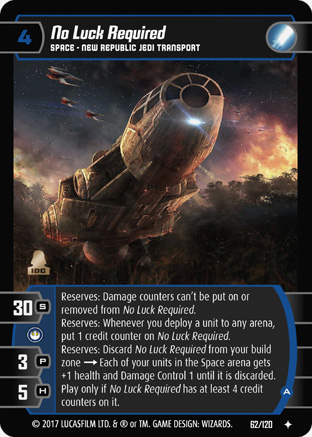 4
No Luck Required
SPACE - NEW REPUBLIC JEDI TRANSPORT
IDC
30 S
3 P
5 H
Reserves: Damage counters can't be put on or
removed from No Luck Required.
Reserves: Whenever you deploy a unit to any arena,
put 1 credit counter on No Luck Required.
Reserves: Discard No Luck Required from your build
zone → Each of your units in the Space arena gets
+1 health and Damage Control 1 until it is discarded.
Play only if No Luck Required has at least 4 credit
counters on it.
A
© 2017 LUCASFILM LTD. & ® or TM. GAME DESIGN: WIZARDS.
62/120